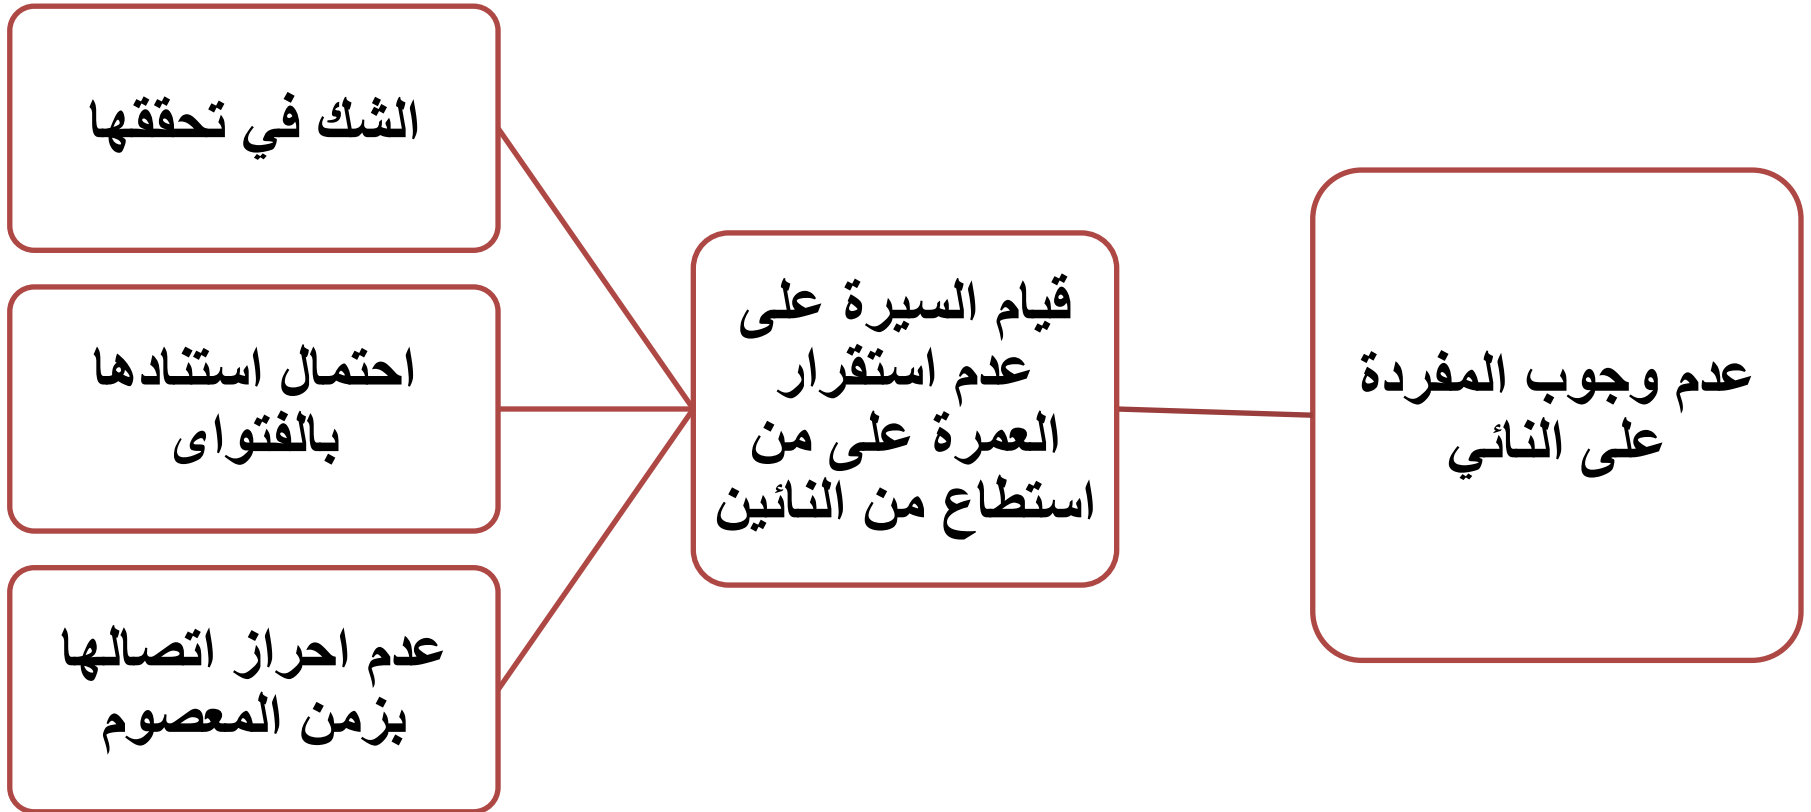 عدم وجوب المفردة
على النائي
قيام السيرة على
عدم استقرار
العمرة على من
استطاع من النائين
الشك في تحققها
احتمال استنادها
بالفتواى
عدم احراز اتصالها
بزمن المعصوم